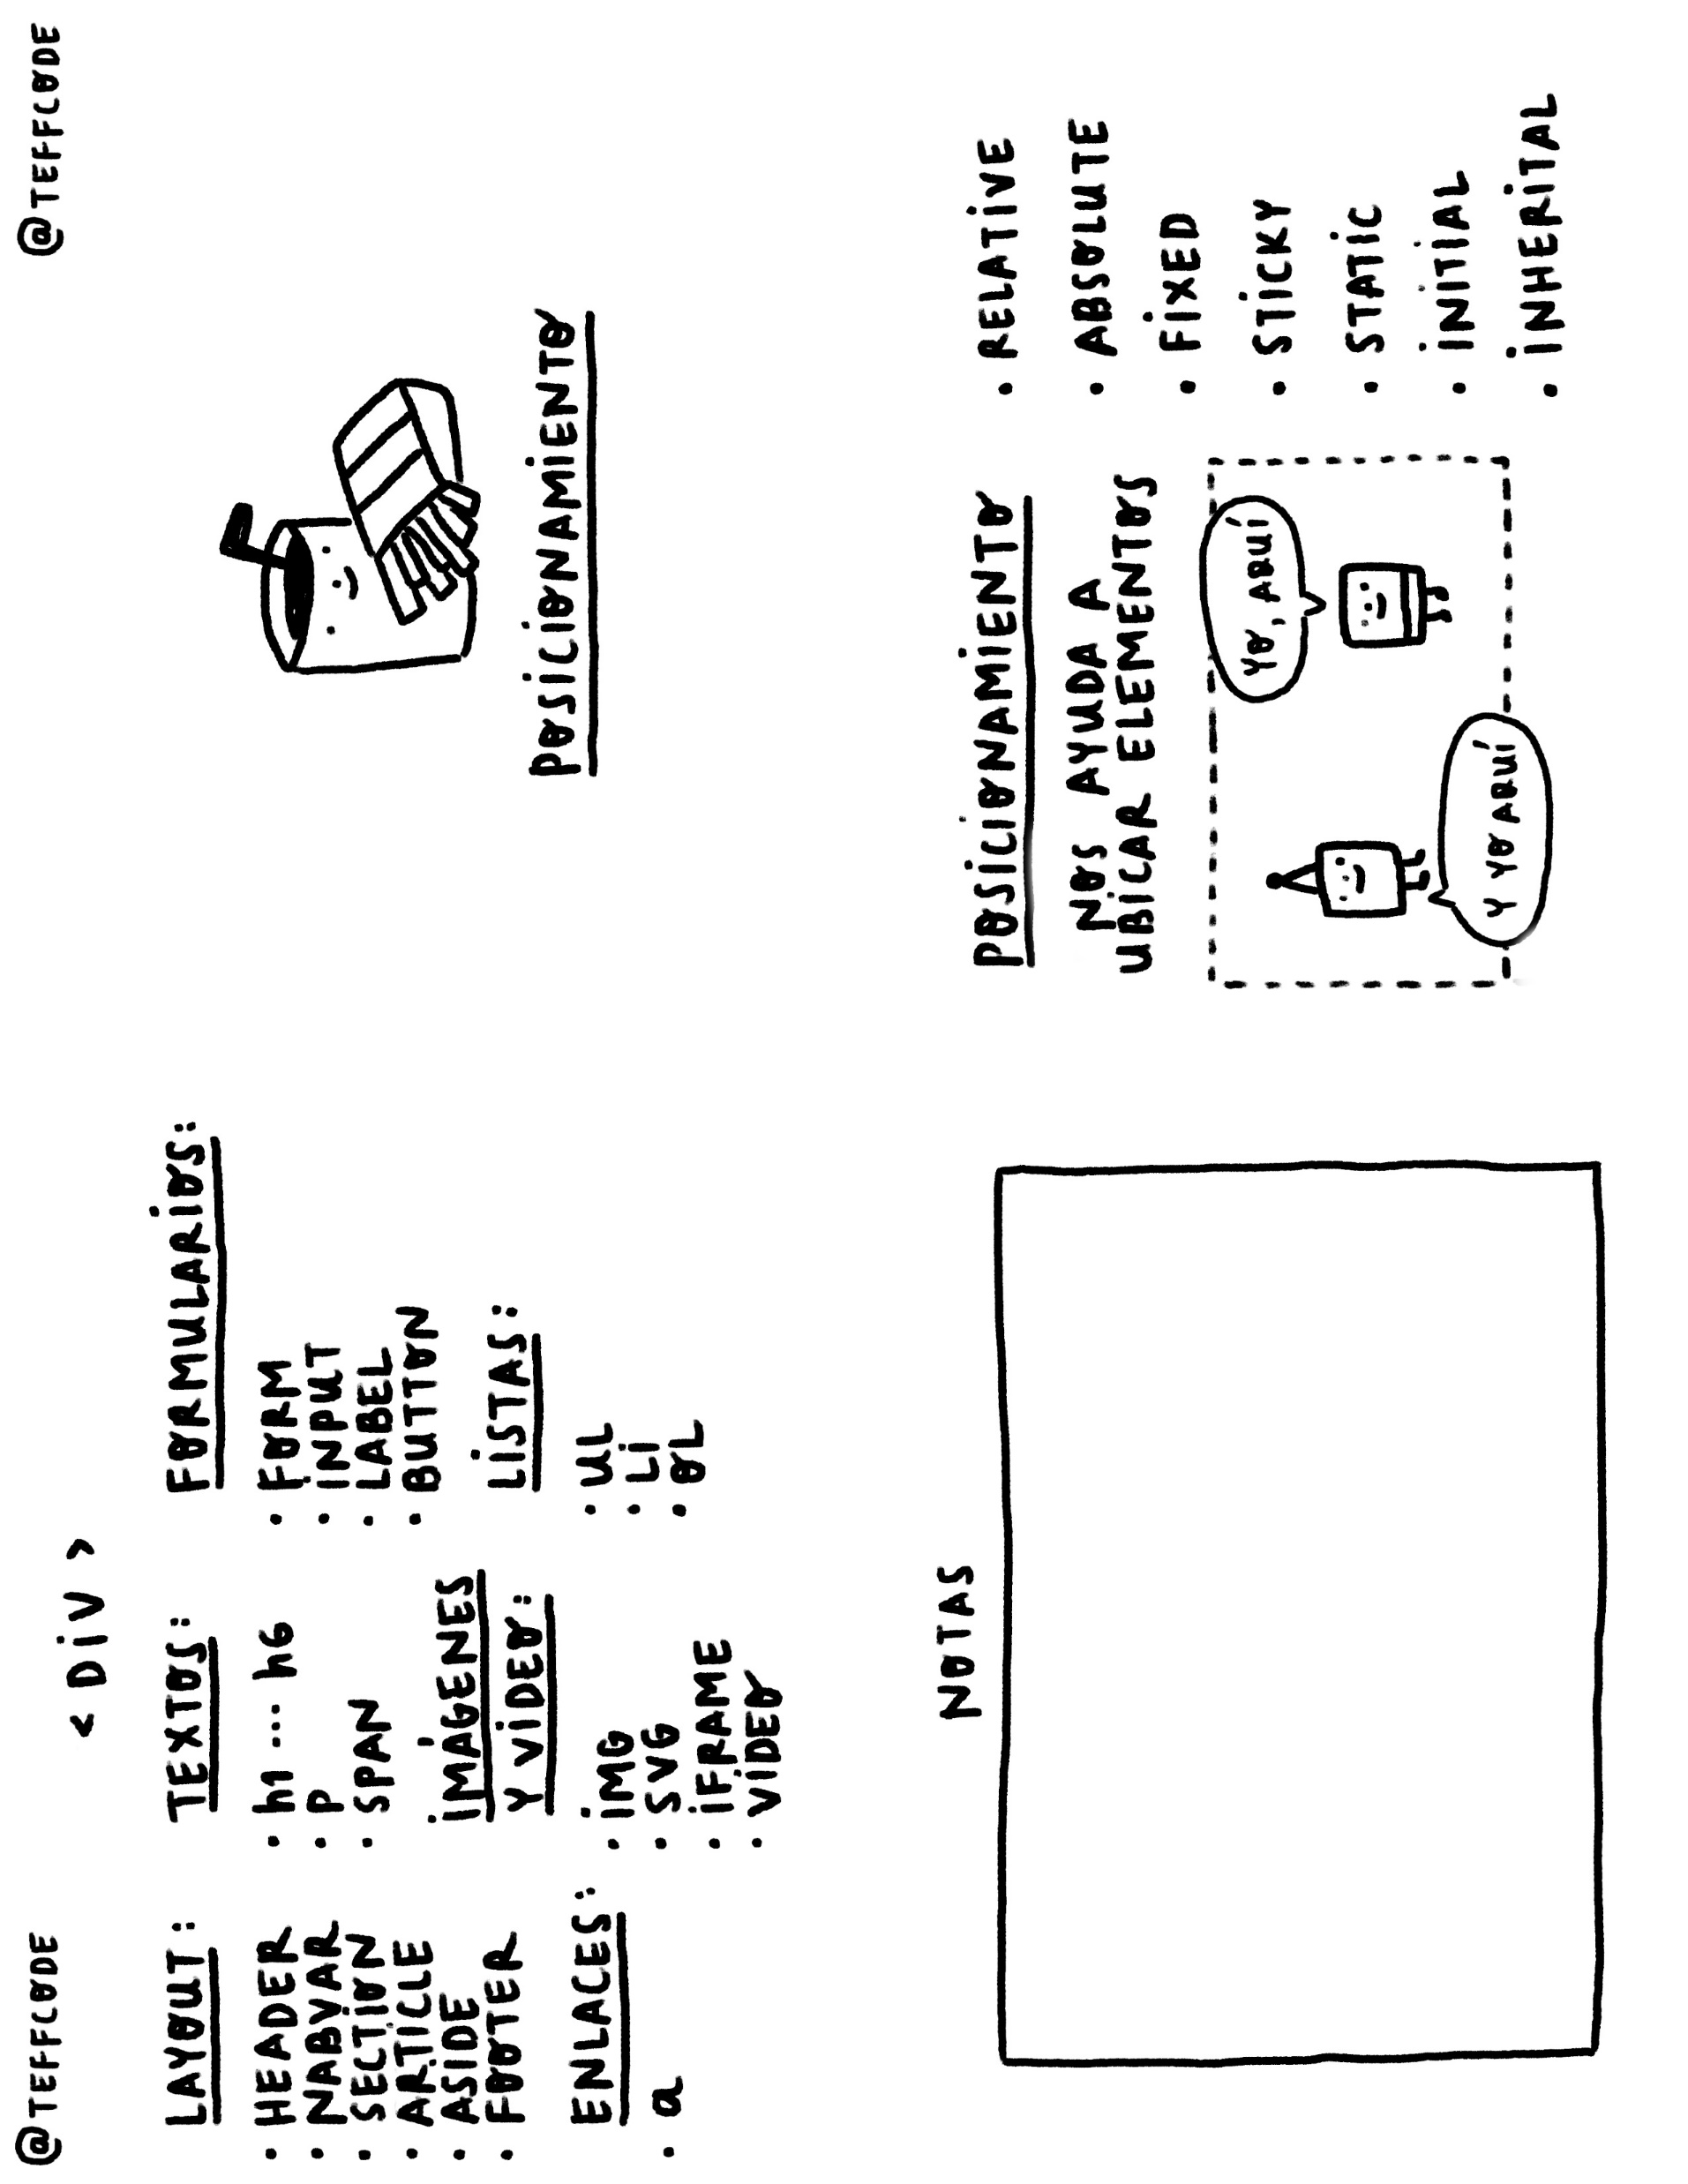 @TEFFCODE
<DiV>
LAYOUT:
· HEADER
· NABVAR
· SECTiON
· ARTiCLE
· ASiDE
· FOOTER
ENLACES:
· a
TEXTOS:
· h1 ... h6
· P
· SPAN
iMAGENES
Y ViDEO:
· iMG
· SVG
· iFRAME
· ViDEO
FORMULARiOS:
· FORM
· iNPUT
· LABEL
· BUTTON
LiSTAS:
· UL
· Li
· OL
NOTAS
@TEFFCODE
POSiCiONAMiENTO
POSiCiONAMiENTO
NOS AYUDA A
UBiCAR ELEMENTOS
YO, AQUÍ
Y YO AQUÍ
· RELATiVE
· ABSOLUTE
· FiXED
· STiCKY
· STATiC
· iNiTiAL
· iNHERiTAL